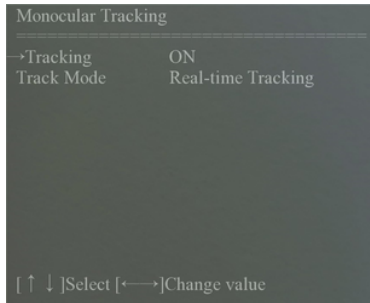 Monocular Tracking
====================================
→Tracking ON
Track Mode Real-time Tracking
[↑ ↓]Select [←→]Change value